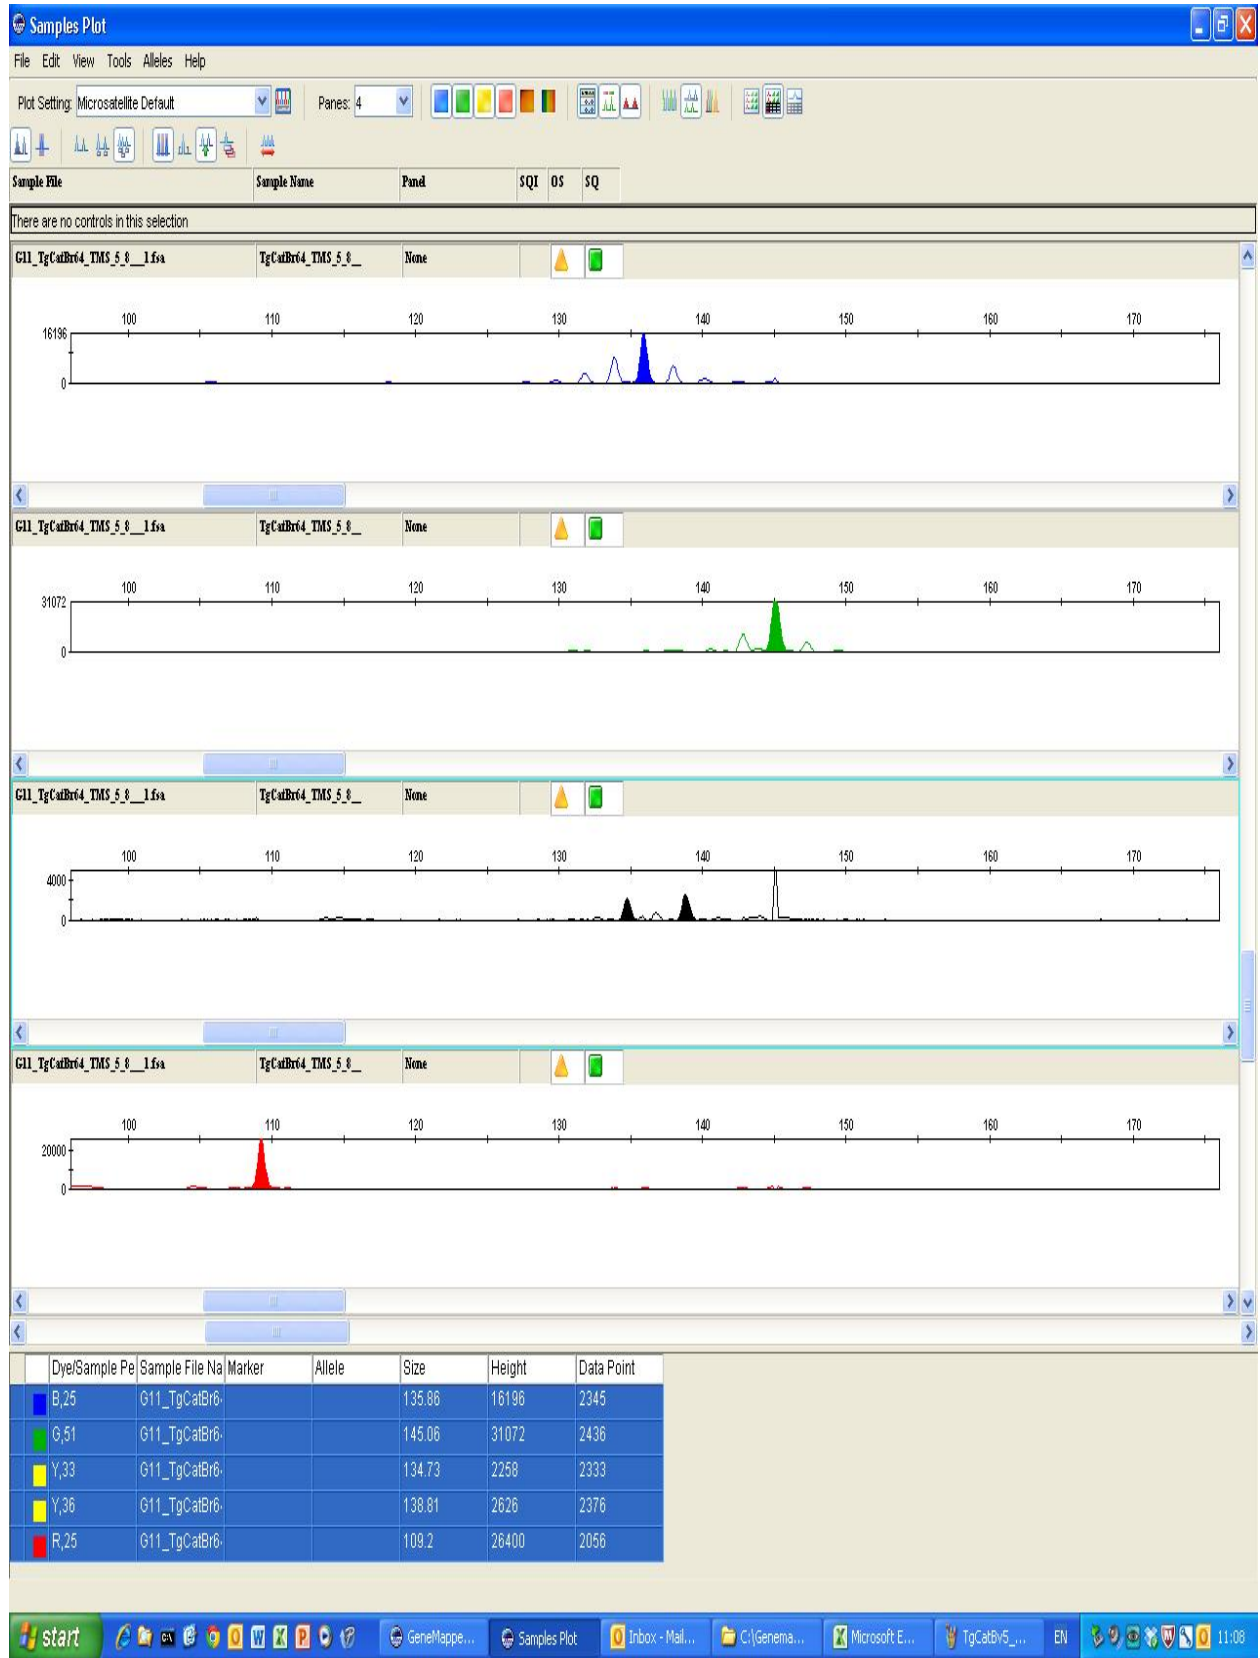 Samples Plot
File Edit View Tools Alleles Help
Plot Setting: Microsatellite Default Panes: 4
Sample File Sample Name Panel SQI OS SQ
There are no controls in this selection
G11_TgCatBr64_TMS_5_8__1.fsa TgCatBr64_TMS_5_8__ None
100 110 120 130 140 150 160 170
16196
0
G11_TgCatBr64_TMS_5_8__1.fsa TgCatBr64_TMS_5_8__ None
100 110 120 130 140 150 160 170
31072
0
G11_TgCatBr64_TMS_5_8__1.fsa TgCatBr64_TMS_5_8__ None
100 110 120 130 140 150 160 170
4000
0
G11_TgCatBr64_TMS_5_8__1.fsa TgCatBr64_TMS_5_8__ None
100 110 120 130 140 150 160 170
20000
0
Dye/Sample Pe Sample File Na Marker Allele Size Height Data Point
B,25 G11_TgCatBr6 135.86 16196 2345
G,51 G11_TgCatBr6 145.06 31072 2436
Y,33 G11_TgCatBr6 134.73 2258 2333
Y,36 G11_TgCatBr6 138.81 2626 2376
R,25 G11_TgCatBr6 109.2 26400 2056
start GeneMappe... Samples Plot Inbox - Mail... C:\Genema... Microsoft E... TgCatBv5_... EN 11:08